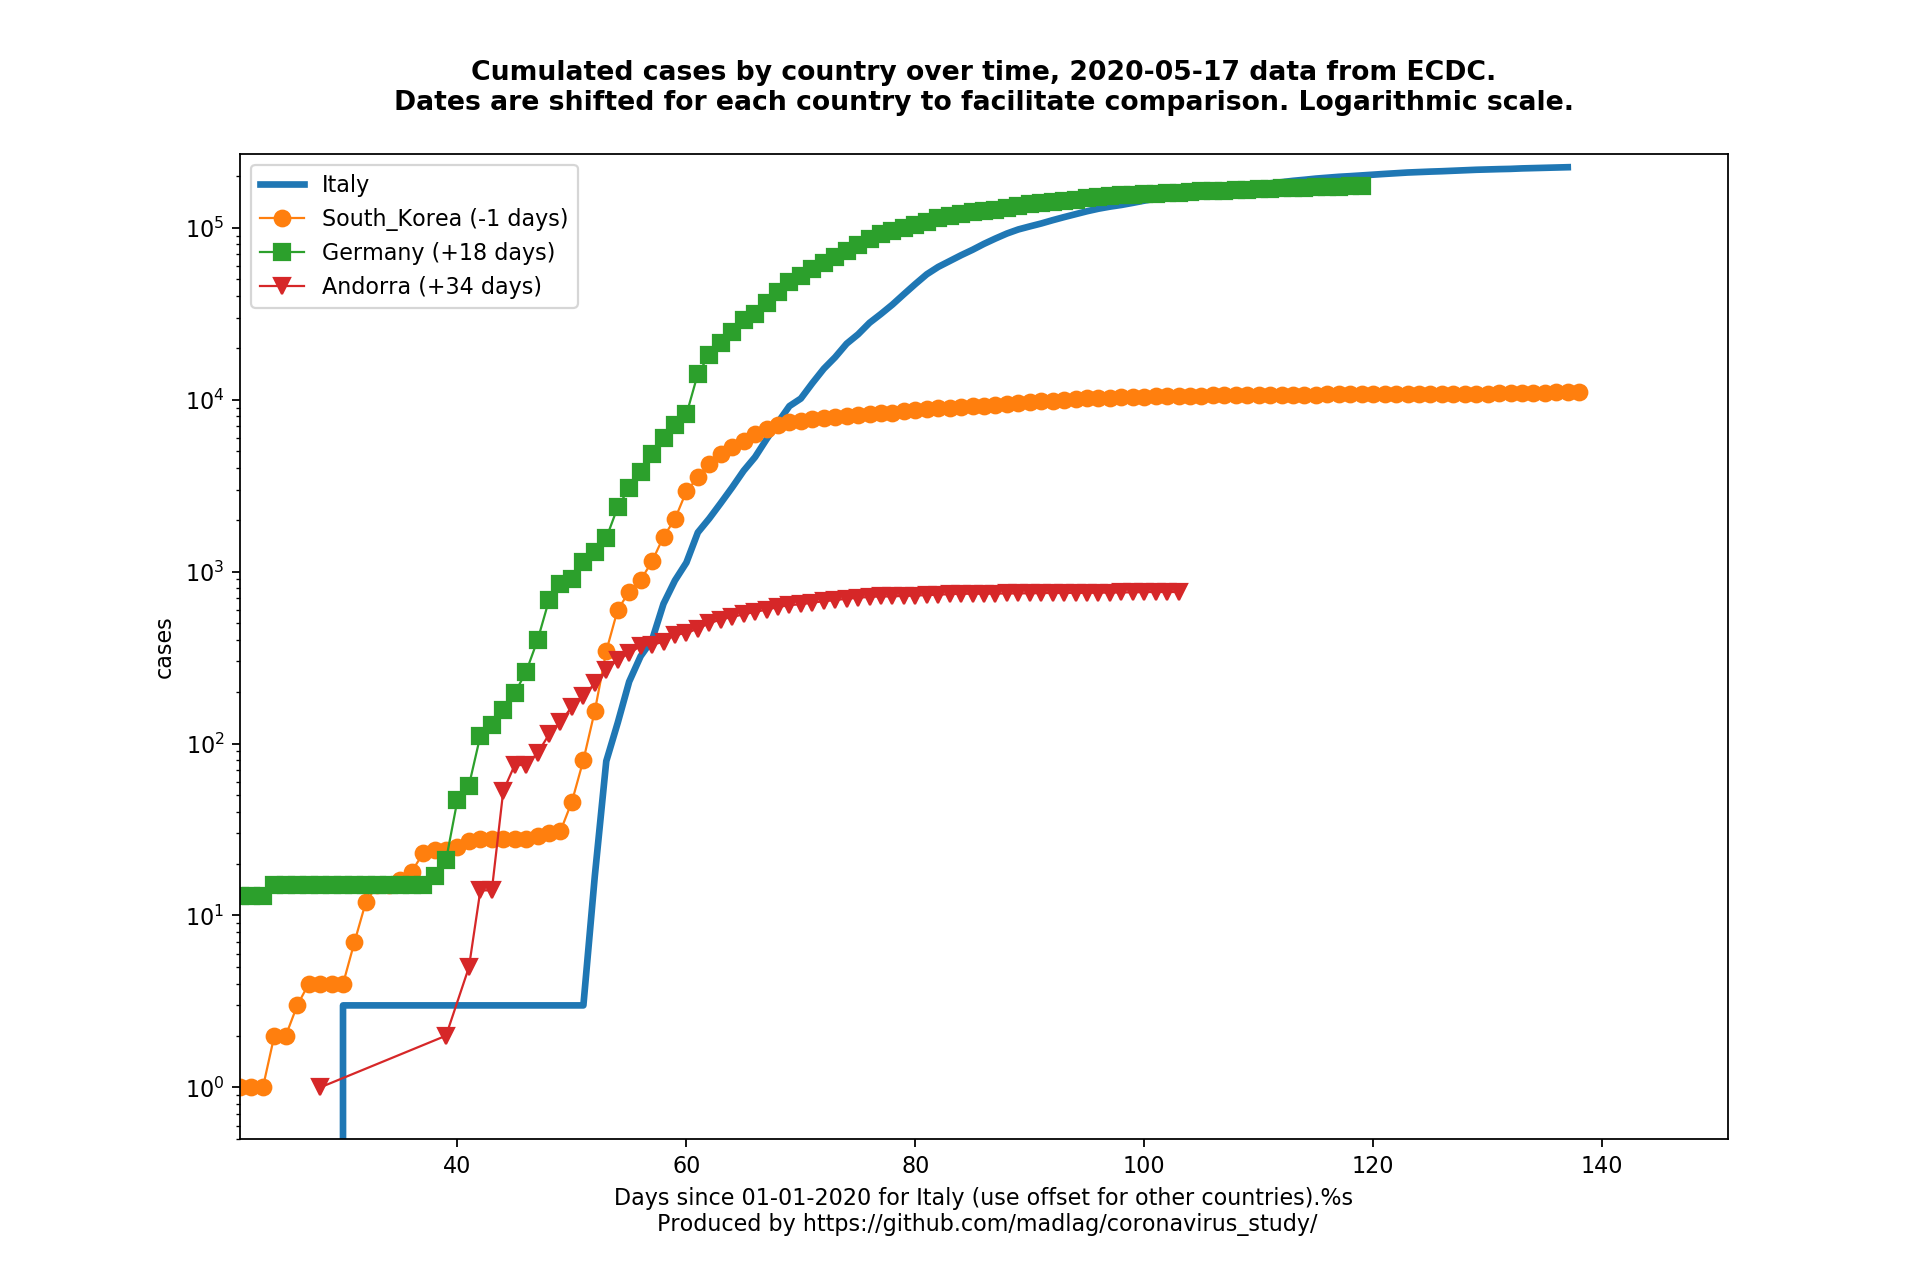 Cumulated cases by country over time, 2020-05-17 data from ECDC.
Dates are shifted for each country to facilitate comparison. Logarithmic scale.
Italy
South_Korea (-1 days)
Germany (+18 days)
Andorra (+34 days)
10^5
10^4
10^3
10^2
10^1
10^0
cases
40 60 80 100 120 140
Days since 01-01-2020 for Italy (use offset for other countries).%s
Produced by https://github.com/madlag/coronavirus_study/